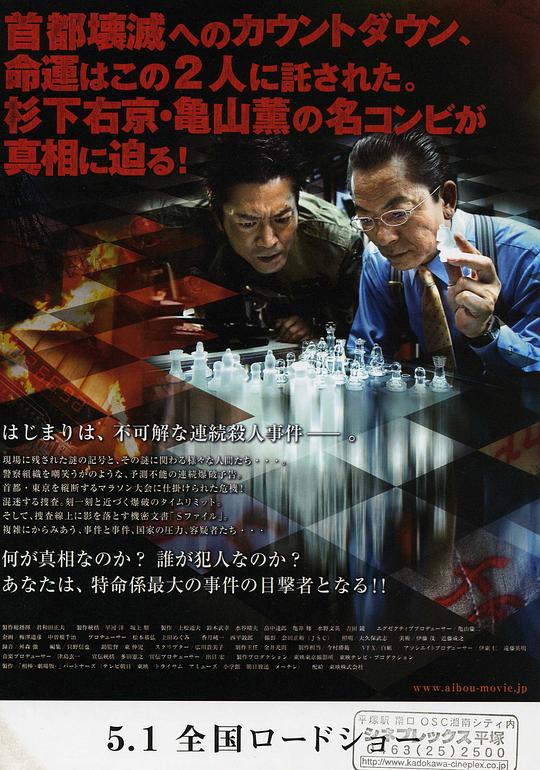 首都壊滅へのカウントダウン、
命運はこの２人に託された。
杉下右京・亀山薫の名コンビが
真相に迫る！
はじまりは、不可解な連続殺人事件――。
現場に残された謎の記号と、その謎に関わる様々な人間たち・・・。
警察組織を嘲笑うがのような、予測不能の連続爆破予告。
首都・東京を縦断するマラソン大会に仕掛けられた危機！
混迷する捜査。刻一刻と近づく爆破のタイムリミット。
そして、捜査線上に影を落とす機密文書「Ｓファイル」。
複雑にからみあう、事件と事件、国家の圧力、容疑者たち・・・
何が真相なのか？ 誰が犯人なのか？
あなたは、特命係最大の事件の目撃者となる！！
www.aibou-movie.jp
5.1 全国ロードショー
平塚駅 南口 OSC湘南シティ内
シネプレックス平塚
0463(25)2500
http://www.kadokawa-cineplex.co.jp